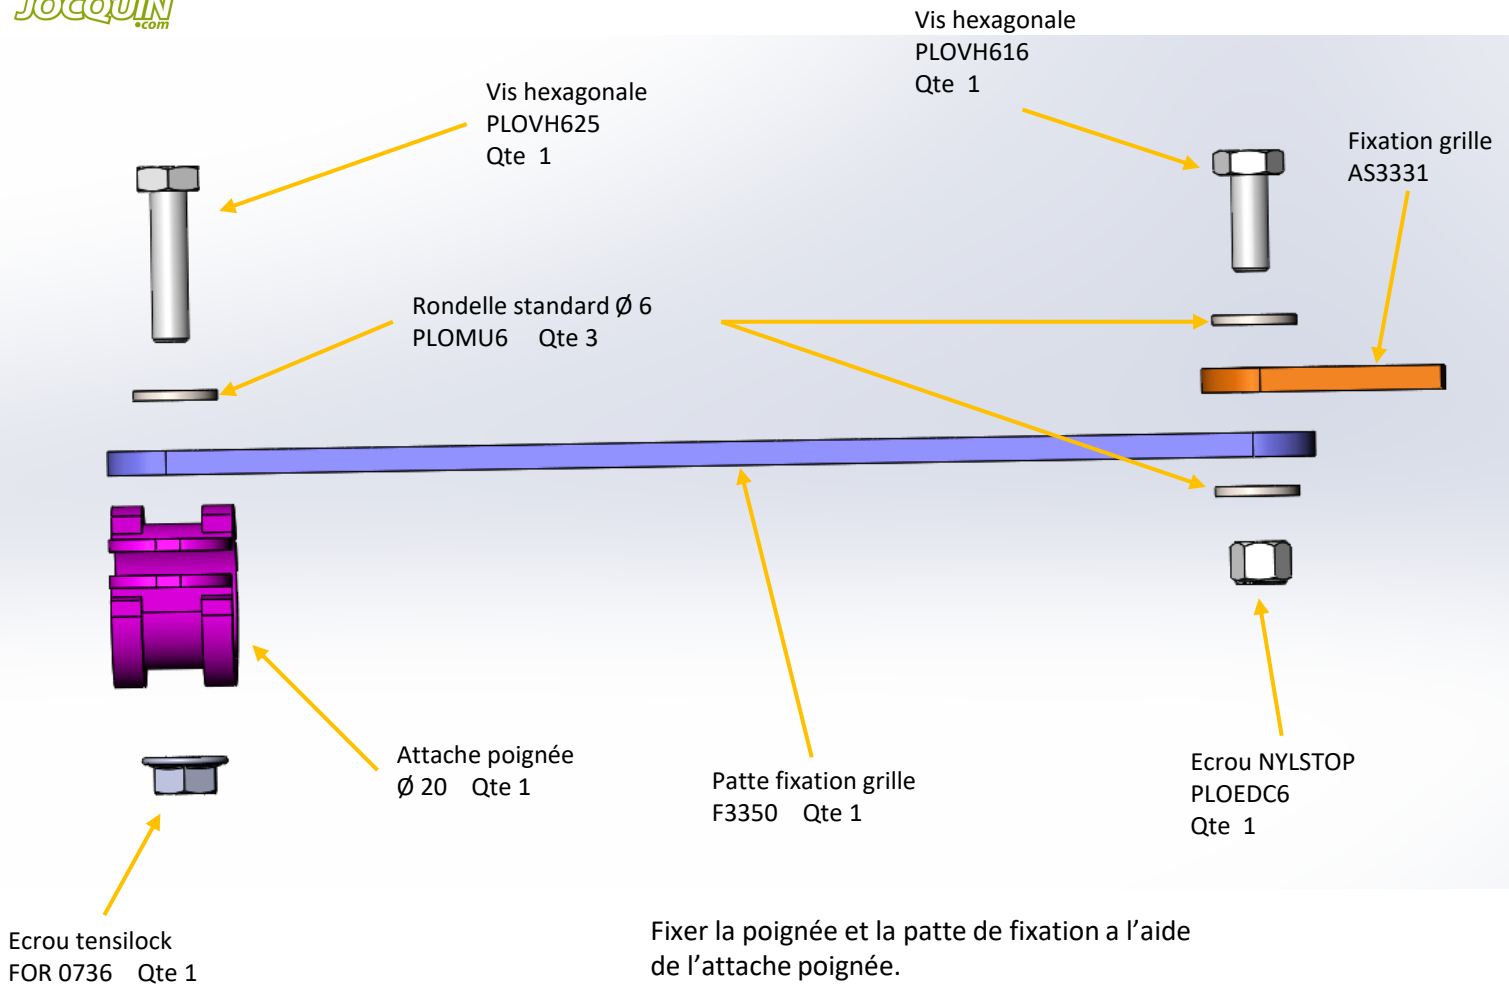 JOCQUIN
•com
Vis hexagonale
PLOVH616
Qte 1
Vis hexagonale
PLOVH625
Qte 1
Fixation grille
AS3331
Rondelle standard Ø 6
PLOMU6 Qte 3
Attache poignée
Ø 20 Qte 1
Patte fixation grille
F3350 Qte 1
Ecrou NYLSTOP
PLOEDC6
Qte 1
Ecrou tensilock
FOR 0736 Qte 1
Fixer la poignée et la patte de fixation a l’aide
de l’attache poignée.